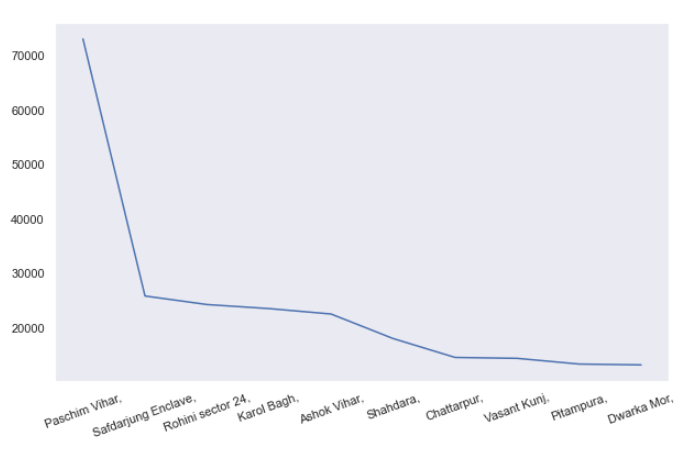 70000
60000
50000
40000
30000
20000
Paschim Vihar,
Safdarjung Enclave,
Rohini sector 24,
Karol Bagh,
Ashok Vihar,
Shahdara,
Chattarpur,
Vasant Kunj,
Pitampura,
Dwarka Mor,